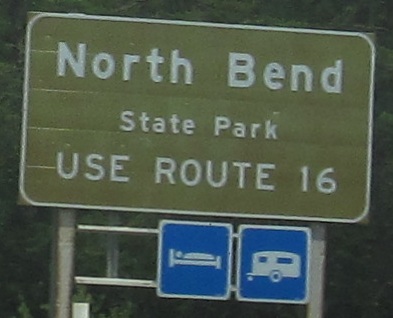 North Bend
State Park
USE ROUTE 16